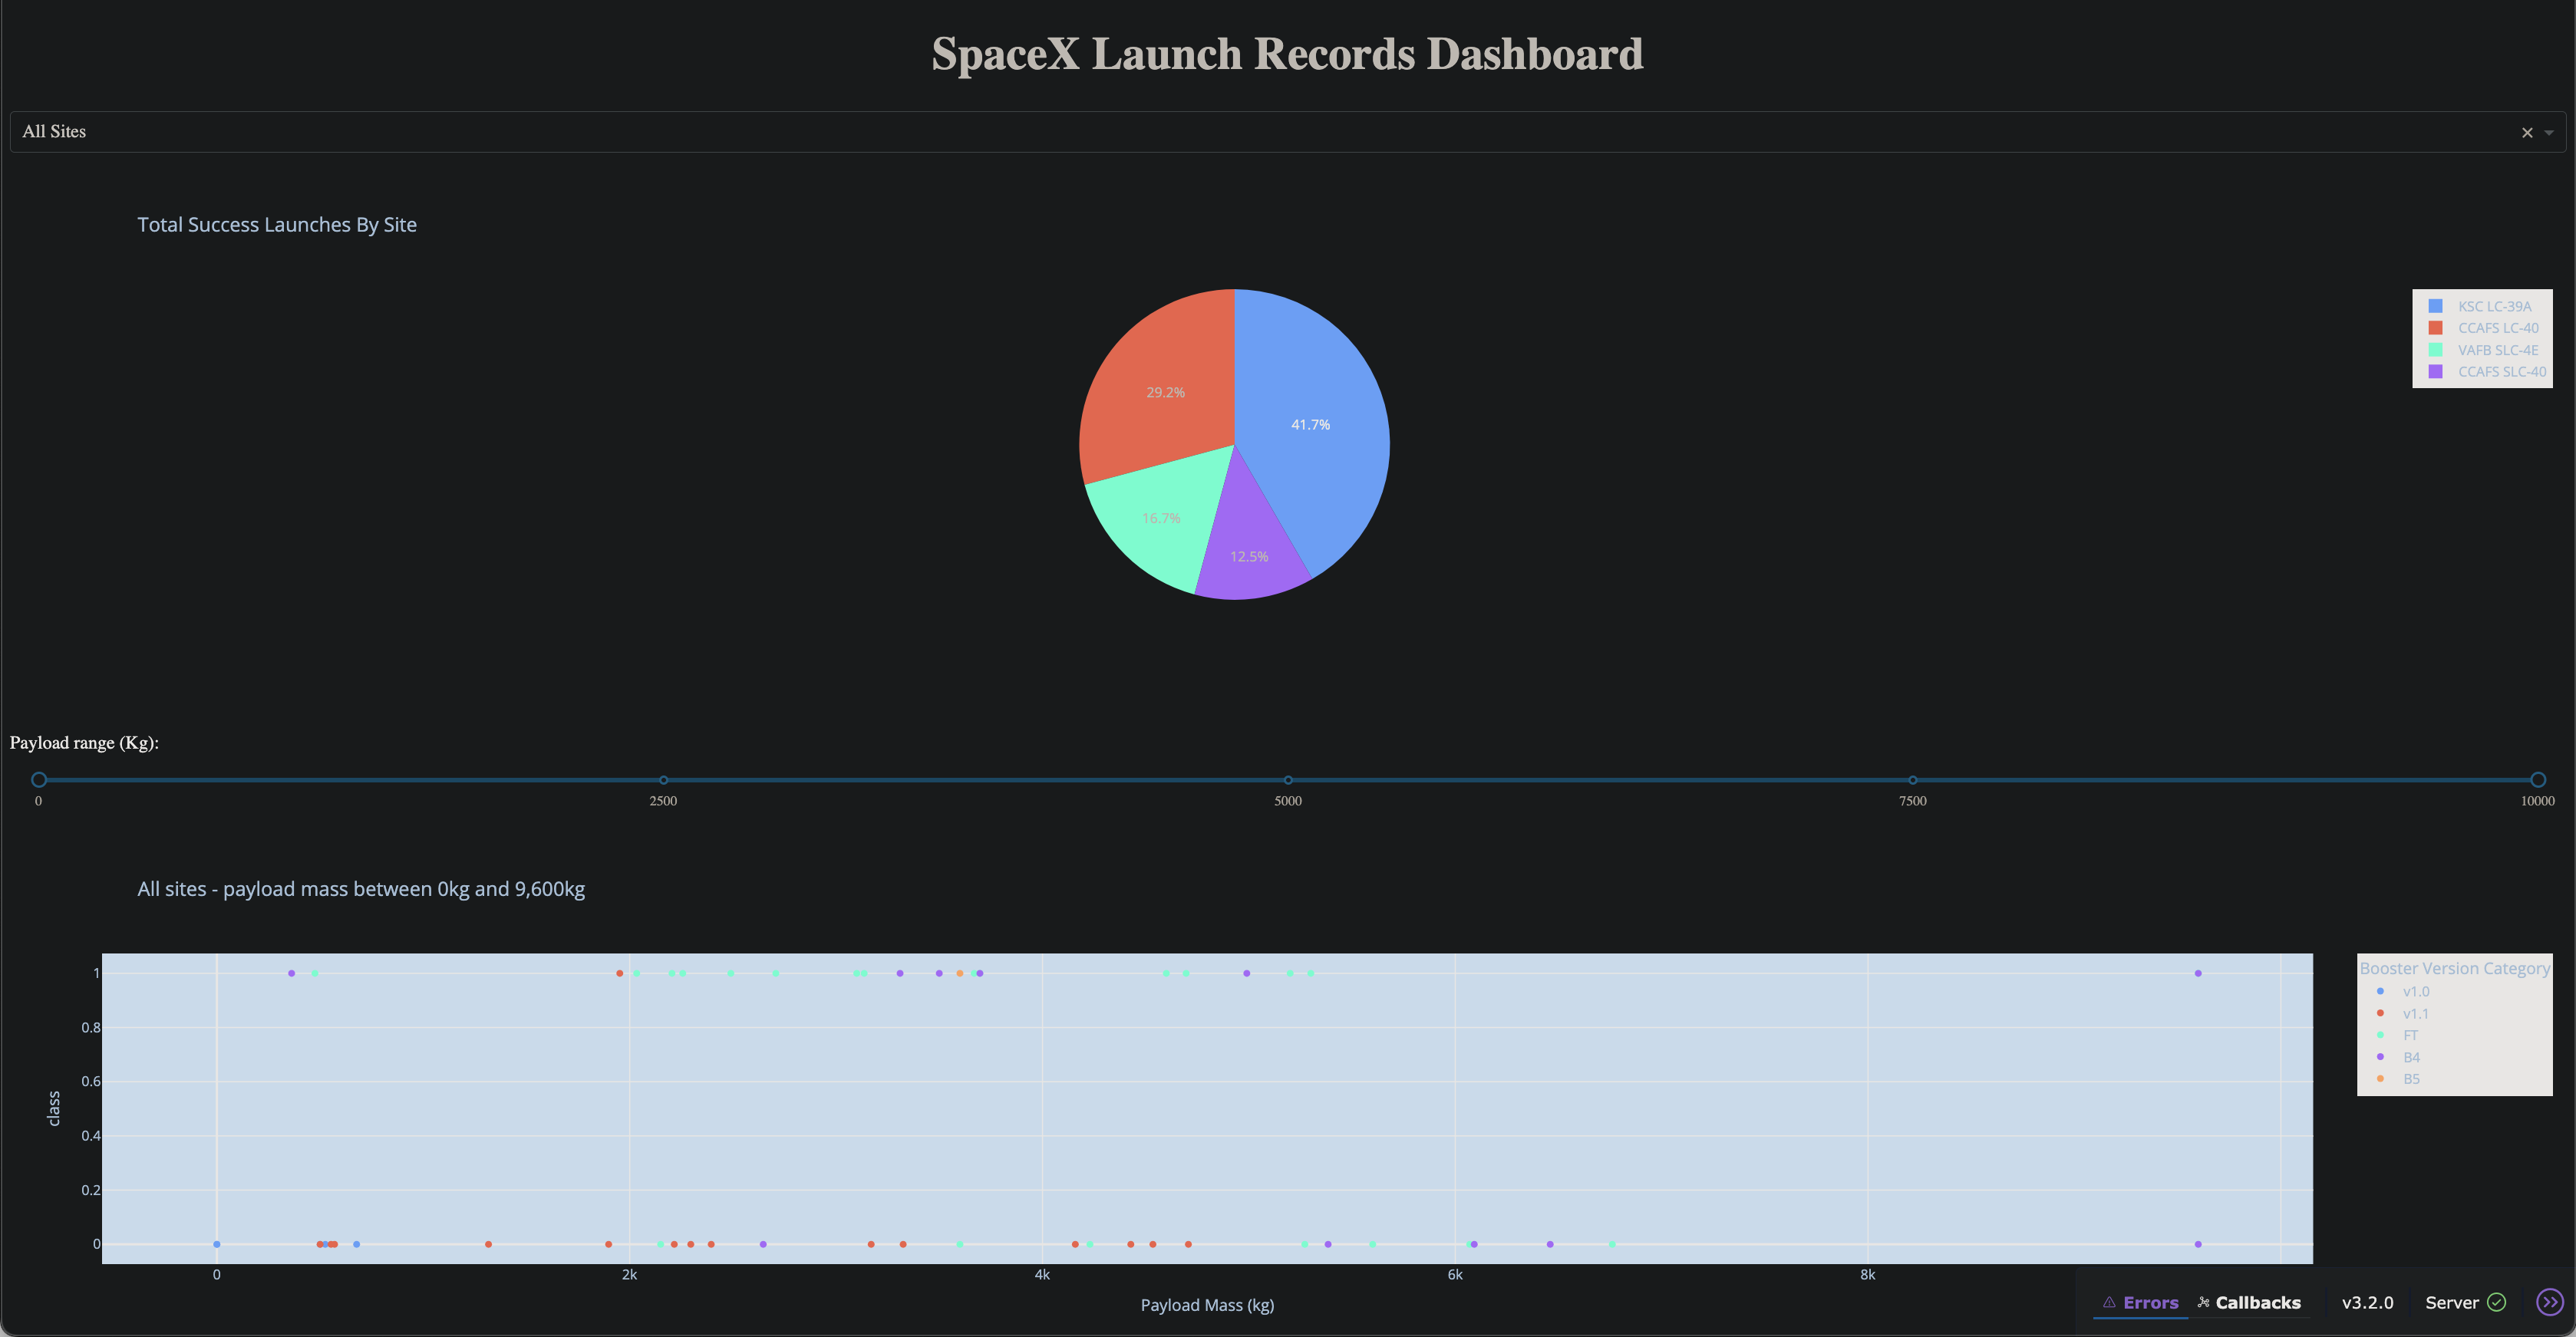 SpaceX Launch Records Dashboard
All Sites
Total Success Launches By Site
KSC LC-39A
CCAFS LC-40
VAFB SLC-4E
CCAFS SLC-40
29.2%
41.7%
16.7%
12.5%
Payload range (Kg):
0 2500 5000 7500 10000
All sites - payload mass between 0kg and 9,600kg
Booster Version Category
v1.0
v1.1
FT
B4
B5
1
0.8
0.6
0.4
0.2
0
class
0 2k 4k 6k 8k
Payload Mass (kg)
Errors Callbacks v3.2.0 Server